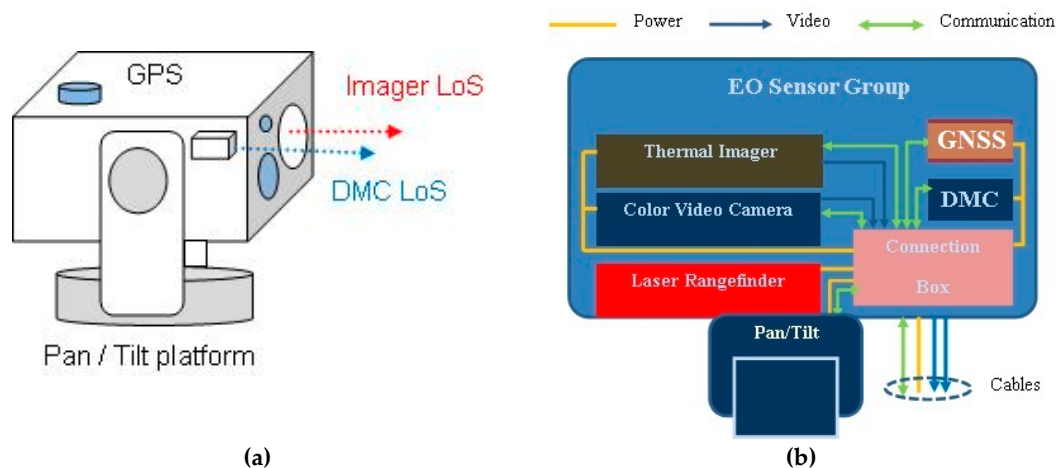 GPS
Imager LoS
DMC LoS
Pan / Tilt platform
(a)
Power Video Communication
EO Sensor Group
Thermal Imager
GNSS
Color Video Camera
DMC
Connection
Box
Laser Rangefinder
Pan/Tilt
Cables
(b)